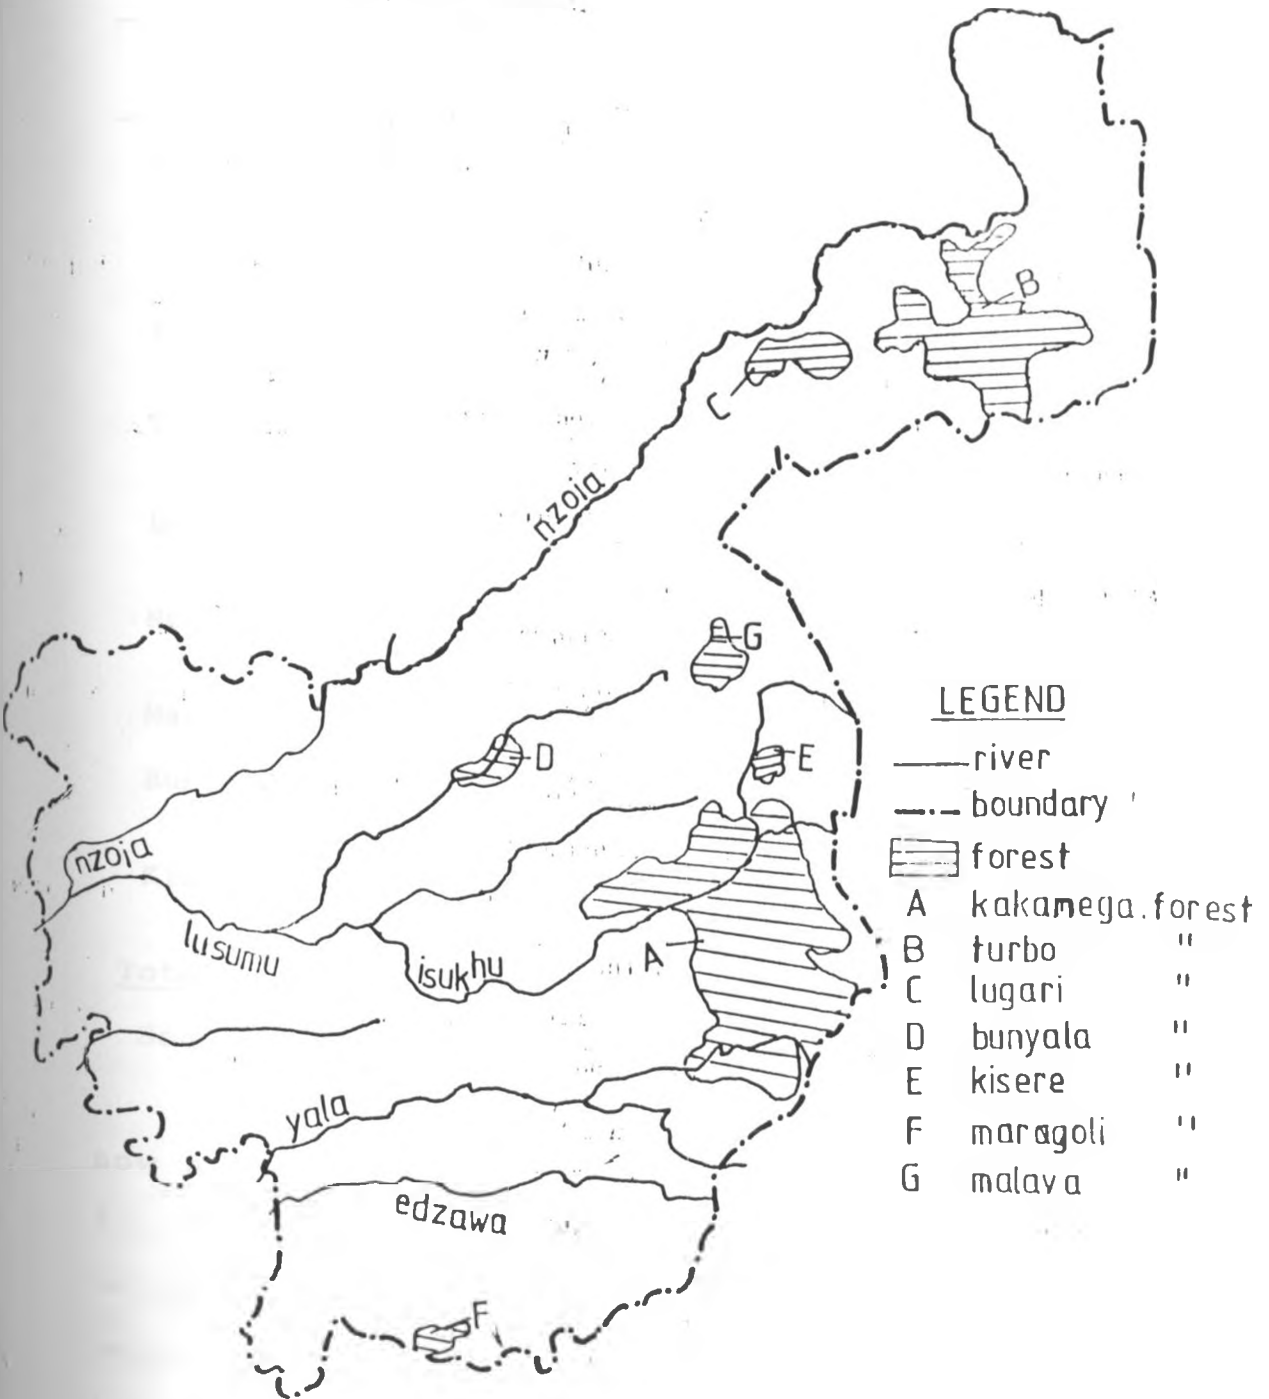 B
C
nzoia
G
D
E
nzoia
lusumu
isukhu
A
yala
edzawa
F
LEGEND
river
boundary
forest
A kakamega.forest
B turbo "
C lugari "
D bunyala "
E kisere "
F maragoli "
G malava "